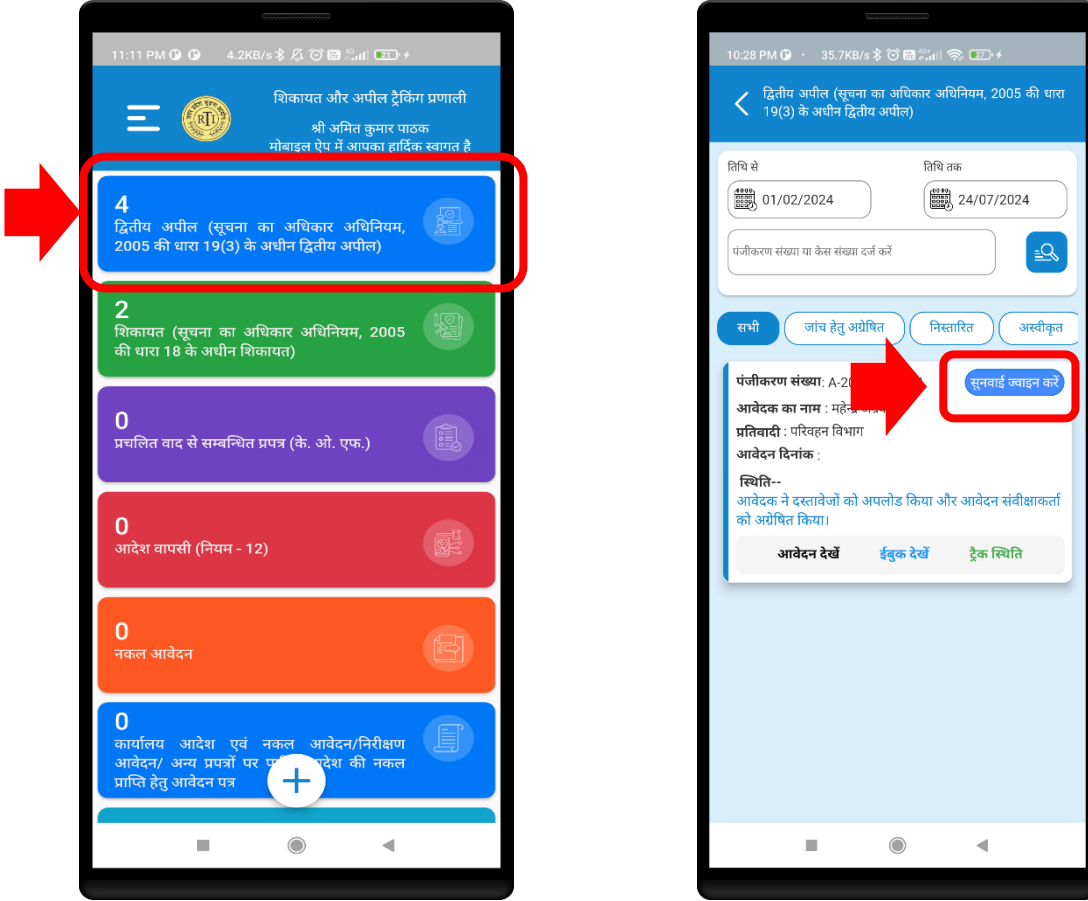 11:11 PM 4.2KB/s 4G 21
शिकायत और अपील ट्रैकिंग प्रणाली
RTI
श्री अमित कुमार पाठक
मोबाइल ऐप में आपका हार्दिक स्वागत है
4
द्वितीय अपील (सूचना का अधिकार अधिनियम,
2005 की धारा 19(3) के अधीन द्वितीय अपील)
2
शिकायत (सूचना का अधिकार अधिनियम, 2005
की धारा 18 के अधीन शिकायत)
0
प्रचलित वाद से सम्बन्धित प्रपत्र (के. ओ. एफ.)
0
आदेश वापसी (नियम - 12)
0
नकल आवेदन
0
कार्यालय आदेश एवं नकल आवेदन/निरीक्षण
आवेदन/ अन्य प्रपत्रों पर
की नकल
प्राप्ति हेतु आवेदन पत्र
10:28 PM 35.7KB/s 27
द्वितीय अपील (सूचना का अधिकार अधिनियम, 2005 की धारा
19(3) के अधीन द्वितीय अपील)
तिथि से
तिथि तक
01/02/2024
24/07/2024
पंजीकरण संख्या या केस संख्या दर्ज करें
सभी
जांच हेतु अग्रेषित
निस्तारित
अस्वीकृत
पंजीकरण संख्या: A-20
सुनवाई ज्वाइन करें
आवेदक का नाम : महेन्द्र
प्रतिवादी : परिवहन विभाग
आवेदन दिनांक :
स्थिति--
आवेदक ने दस्तावेजों को अपलोड किया और आवेदन संवीक्षाकर्ता
को अग्रेषित किया।
आवेदन देखें
ईबुक देखें
ट्रैक स्थिति